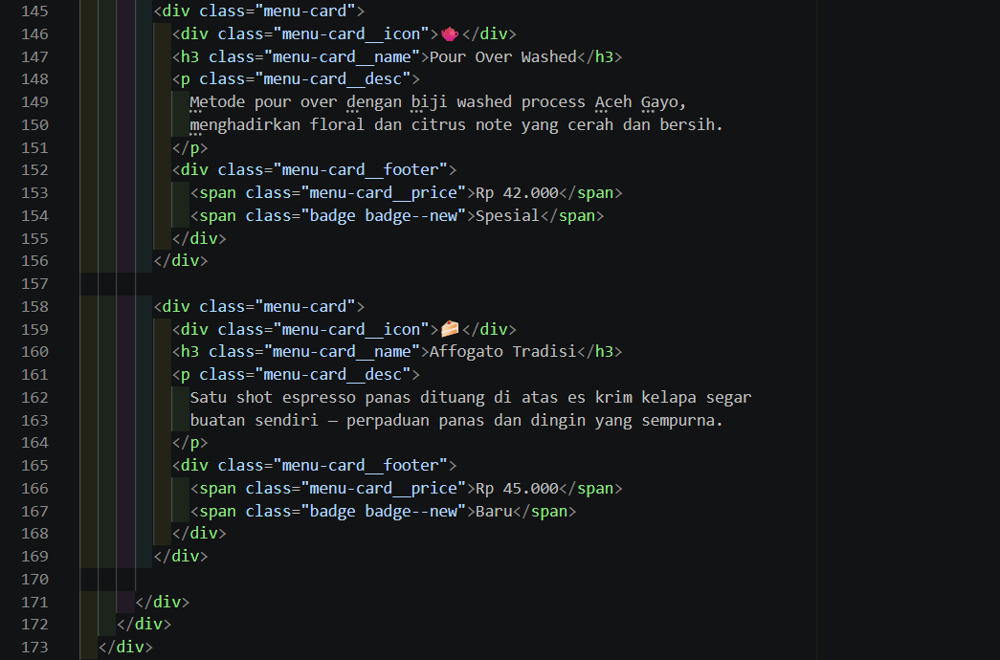 145 <div class="menu-card">
146 <div class="menu-card__icon">🫖</div>
147 <h3 class="menu-card__name">Pour Over Washed</h3>
148 <p class="menu-card__desc">
149 Metode pour over dengan biji washed process Aceh Gayo,
150 menghadirkan floral dan citrus note yang cerah dan bersih.
151 </p>
152 <div class="menu-card__footer">
153 <span class="menu-card__price">Rp 42.000</span>
154 <span class="badge badge--new">Spesial</span>
155 </div>
156 </div>
157
158 <div class="menu-card">
159 <div class="menu-card__icon">🍰</div>
160 <h3 class="menu-card__name">Affogato Tradisi</h3>
161 <p class="menu-card__desc">
162 Satu shot espresso panas dituang di atas es krim kelapa segar
163 buatan sendiri — perpaduan panas dan dingin yang sempurna.
164 </p>
165 <div class="menu-card__footer">
166 <span class="menu-card__price">Rp 45.000</span>
167 <span class="badge badge--new">Baru</span>
168 </div>
169 </div>
170
171 </div>
172 </div>
173 </div>